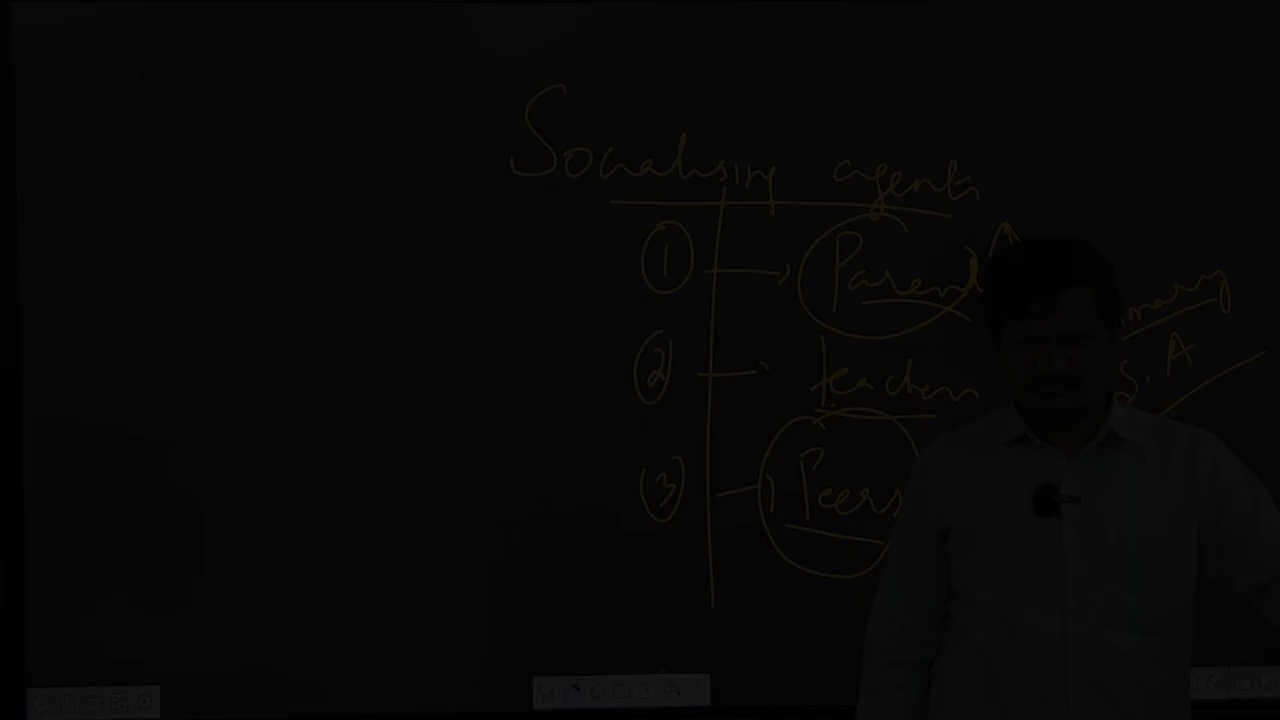 Socialising agents
① → Parent
② → teachers
S.A
③ → Peers